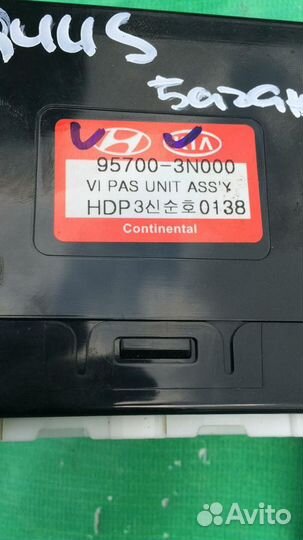 KIA
95700-3N000
VI PAS UNIT ASS'Y
HDP3신순호0138
Continental
Avito